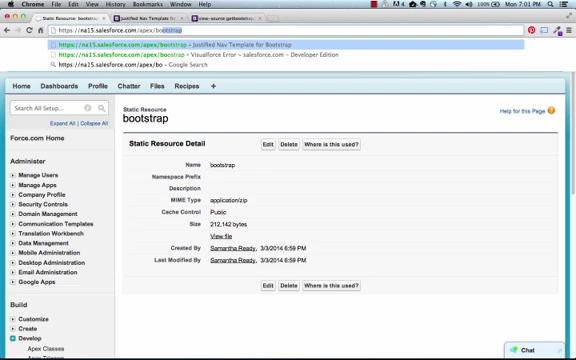 Chrome File Edit View History Bookmarks Window Help
Mon 7:01 PM
Static Resource: bootstrap
Justified Nav Template for
view-source:getbootstrap
https://na15.salesforce.com/apex/bootstrap
https://na15.salesforce.com/apex/bootstrap – Justified Nav Template for Bootstrap
https://na15.salesforce.com/apex/bootstrap – Visualforce Error ~ salesforce.com - Developer Edition
https://na15.salesforce.com/apex/bo – Google Search
Home Dashboards Profile Chatter Files Recipes +
Search All Setup...
Expand All | Collapse All
Force.com Home
Administer
Manage Users
Manage Apps
Company Profile
Security Controls
Domain Management
Communication Templates
Translation Workbench
Data Management
Mobile Administration
Desktop Administration
Email Administration
Google Apps
Build
Customize
Create
Develop
Apex Classes
Apex Triggers
Static Resource
bootstrap
Help for this Page
Static Resource Detail
Edit Delete Where is this used?
Name bootstrap
Namespace Prefix
Description
MIME Type application/zip
Cache Control Public
Size 212,142 bytes
View file
Created By Samantha Ready, 3/3/2014 6:59 PM
Last Modified By Samantha Ready, 3/3/2014 6:59 PM
Edit Delete Where is this used?
Chat